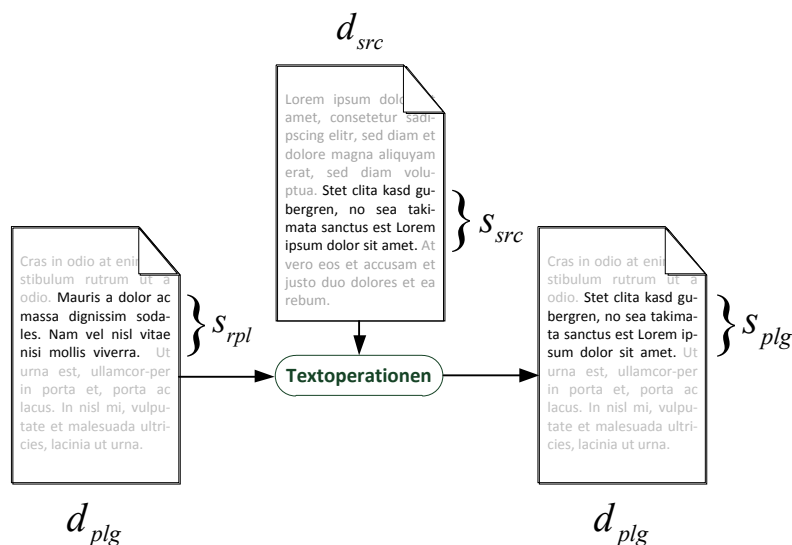 d_src
Lorem ipsum dolo
amet, consetetur sadi-
pscing elitr, sed diam et
dolore magna aliquyam
erat, sed diam volu-
ptua. Stet clita kasd gu-
bergren, no sea taki-
mata sanctus est Lorem
ipsum dolor sit amet. At
vero eos et accusam et
justo duo dolores et ea
rebum.
} s_src
Cras in odio at enim
stibulum rutrum ut a
odio. Mauris a dolor ac
massa dignissim soda-
les. Nam vel nisl vitae
nisi mollis viverra. Ut
urna est, ullamcor-per
in porta et, porta ac
lacus. In nisl mi, vulpu-
tate et malesuada ultri-
cies, lacinia ut urna.
} s_rpl
d_plg
Textoperationen
Cras in odio at enim
stibulum rutrum ut a
odio. Stet clita kasd gu-
bergren, no sea takima-
ta sanctus est Lorem ip-
sum dolor sit amet. Ut
urna est, ullamcor-per
in porta et, porta ac
lacus. In nisl mi, vulpu-
tate et malesuada ultri-
cies, lacinia ut urna.
} s_plg
d_plg